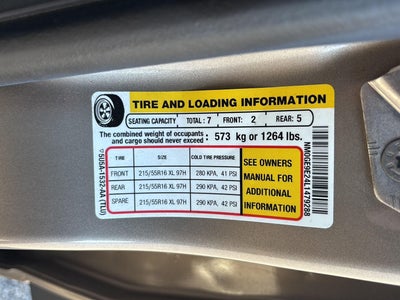 TIRE AND LOADING INFORMATION
SEATING CAPACITY TOTAL: 7 FRONT: 2 REAR: 5
The combined weight of occupants and cargo should never exceed: 573 kg or 1264 lbs.
TIRE SIZE COLD TIRE PRESSURE
FRONT 215/55R16 XL 97H 280 KPA, 41 PSI
REAR 215/55R16 XL 97H 290 KPA, 42 PSI
SPARE 215/55R16 XL 97H 290 KPA, 42 PSI
SEE OWNERS
MANUAL FOR
ADDITIONAL
INFORMATION